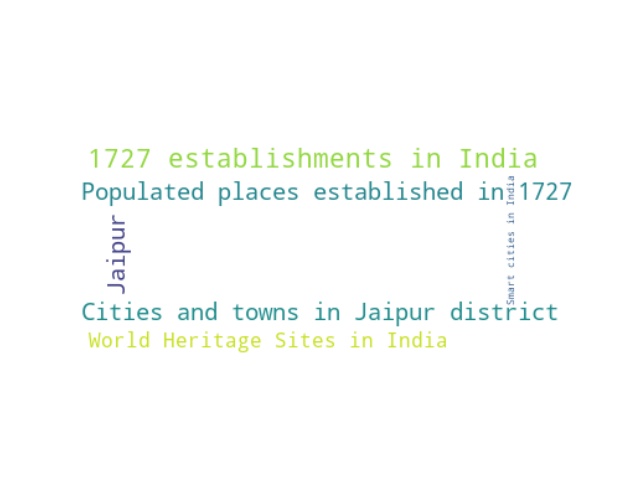 1727 establishments in India
Populated places established in 1727
Jaipur
Smart cities in India
Cities and towns in Jaipur district
World Heritage Sites in India